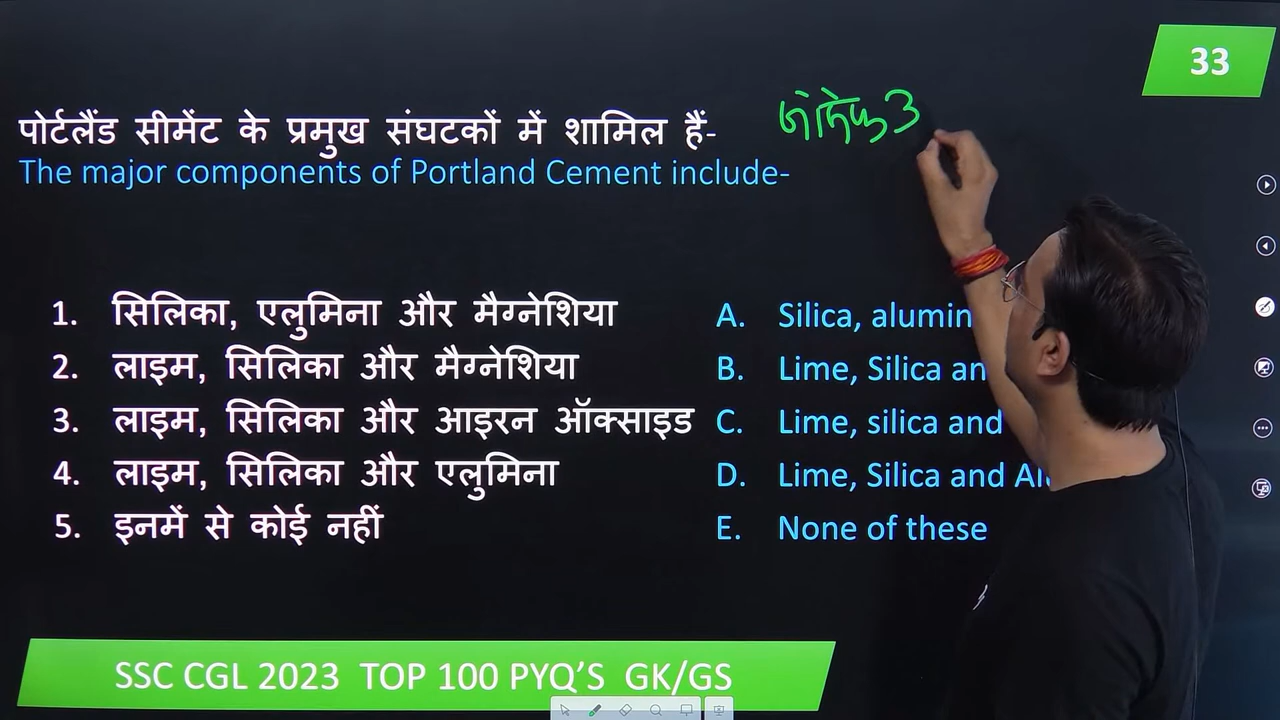 33
पोर्टलैंड सीमेंट के प्रमुख संघटकों में शामिल हैं-
The major components of Portland Cement include-
1. सिलिका, एलुमिना और मैग्नेशिया
A. Silica, alumin
2. लाइम, सिलिका और मैग्नेशिया
B. Lime, Silica an
3. लाइम, सिलिका और आइरन ऑक्साइड
C. Lime, silica and
4. लाइम, सिलिका और एलुमिना
D. Lime, Silica and
5. इनमें से कोई नहीं
E. None of these
SSC CGL 2023 TOP 100 PYQ'S GK/GS